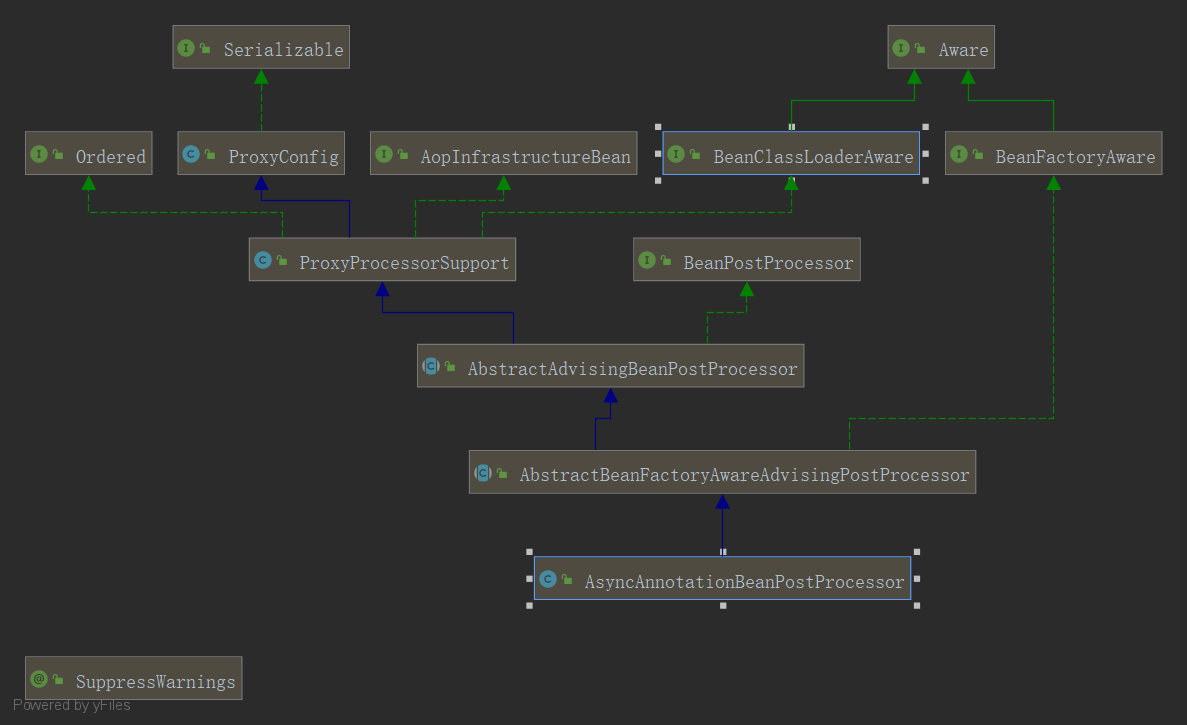 Serializable
Aware
Ordered
ProxyConfig
AopInfrastructureBean
BeanClassLoaderAware
BeanFactoryAware
ProxyProcessorSupport
BeanPostProcessor
AbstractAdvisingBeanPostProcessor
AbstractBeanFactoryAwareAdvisingPostProcessor
AsyncAnnotationBeanPostProcessor
SuppressWarnings
Powered by yFiles